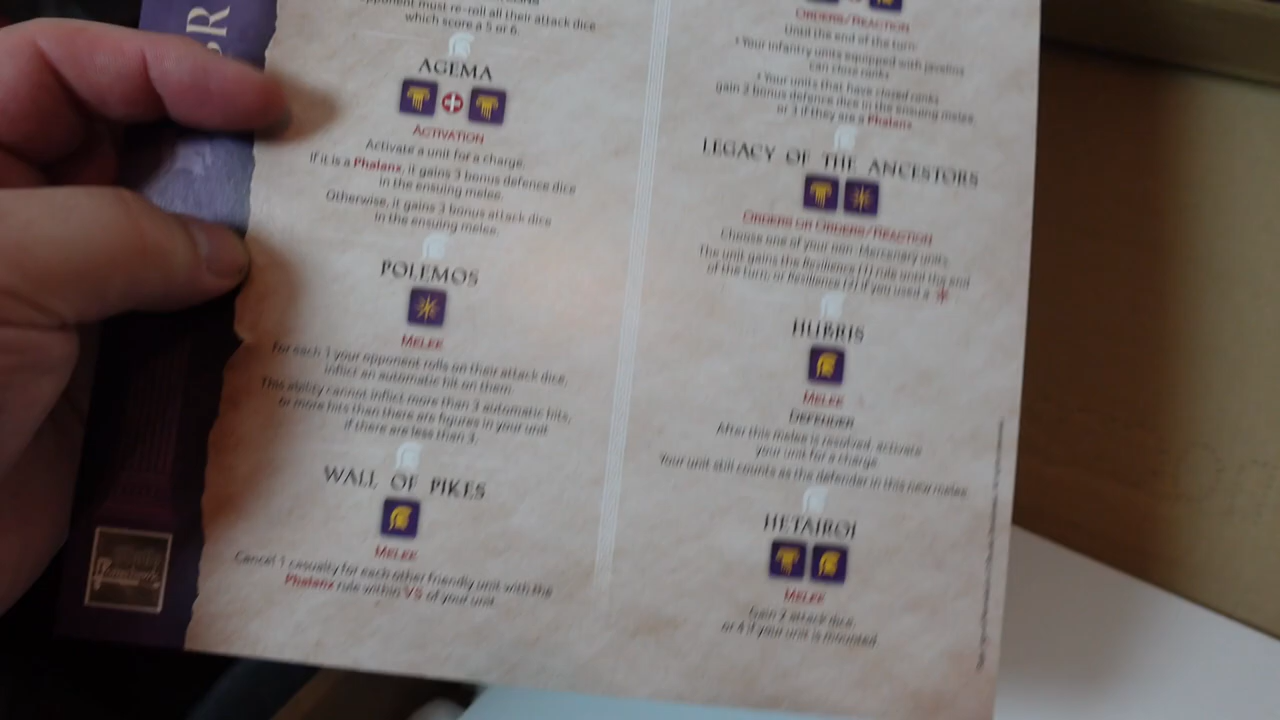 opponent must re-roll all their attack dice
which score a 5 or 6.
AGEMA
ACTIVATION
Activate a unit for a charge.
If it is a Phalanx, it gains 3 bonus defence dice
in the ensuing melee.
Otherwise, it gains 3 bonus attack dice
in the ensuing melee.
POLEMOS
MELEE
For each 1 your opponent rolls on their attack dice,
inflict an automatic hit on them.
This ability cannot inflict more than 3 automatic hits,
or more hits than there are figures in your unit
if there are less than 3.
WALL OF PIKES
MELEE
Cancel 1 casualty for each other friendly unit with the
Phalanx rule within VS of your unit.
ORDERS/REACTION
Until the end of the turn:
* Your infantry units equipped with javelins
can close ranks.
* Your units that have closed ranks
gain 2 bonus defence dice in the ensuing melee,
or 3 if they are a Phalanx.
LEGACY OF THE ANCESTORS
ORDERS or ORDERS/REACTION
Choose one of your own Mercenary units.
The unit gains the Resilience (1) rule until the end
of the turn, or Resilience (2) if you used a
HUBRIS
MELEE
DEFENDER
After this melee is resolved, activate
your unit for a charge.
Your unit still counts as the defender in this new melee.
HETAIROI
MELEE
Gain 2 attack dice,
or 4 if your unit is mounted.